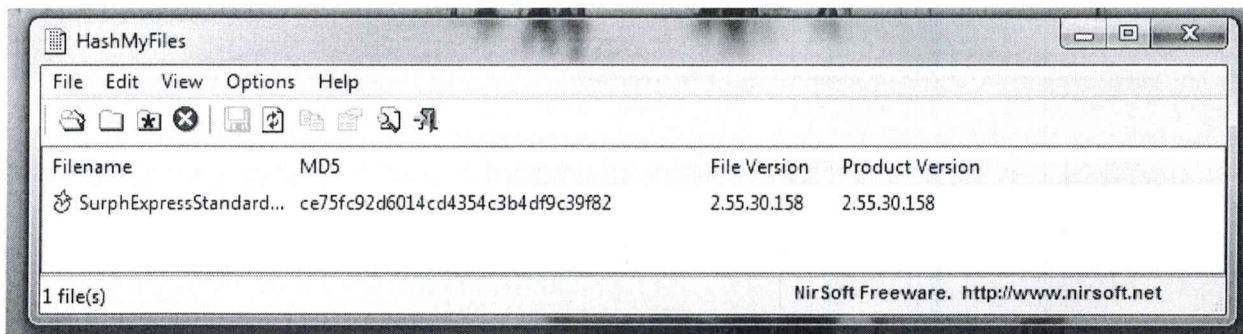 HashMyFiles
File Edit View Options Help
Filename MD5 File Version Product Version
SurphExpressStandard... ce75fc92d6014cd4354c3b4df9c39f82 2.55.30.158 2.55.30.158
1 file(s) NirSoft Freeware. http://www.nirsoft.net